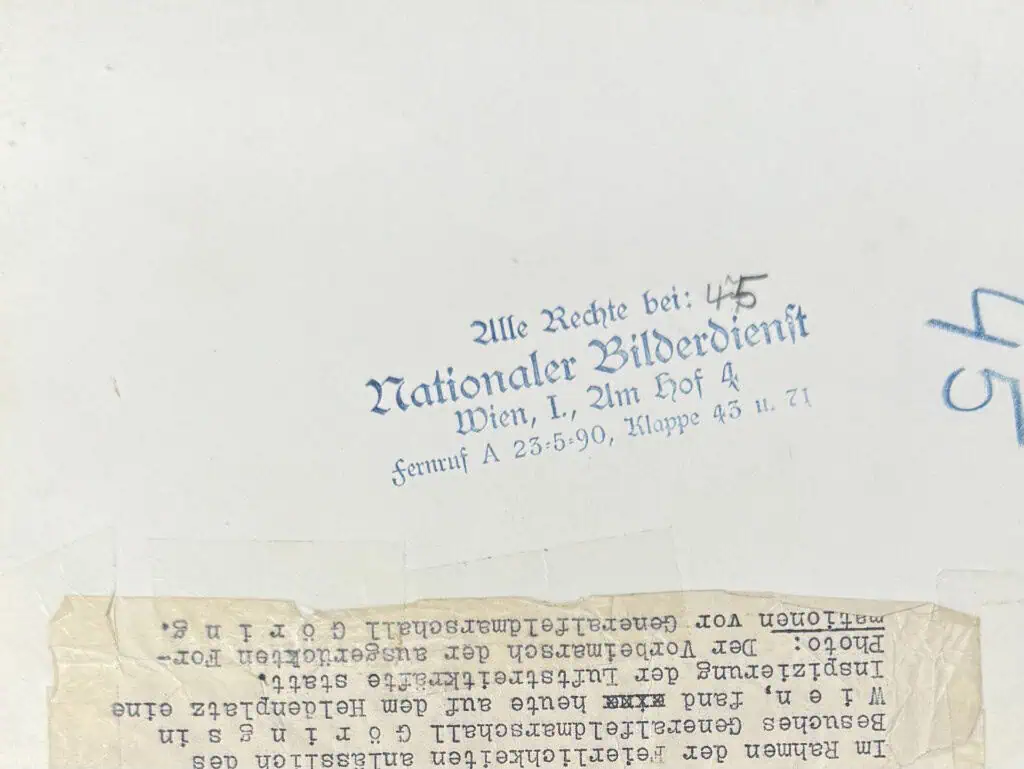 Alle Rechte bei: 45
Nationaler Bilderdienst
Wien, I., Am Hof 4
Fernruf A 23=5=90, Klappe 43 u. 71
45
Im Rahmen der Feierlichkeiten anlässlich des
Besuches Generalfeldmarschall G ö r i n g s in
W i e n, fand heute auf dem Heldenplatz eine
Inspizierung der Luftstreitkräfte statt.
Photo: Der Vorbeimarsch der ausgerückten For-
mationen vor Generalfeldmarschall G ö r i n g.